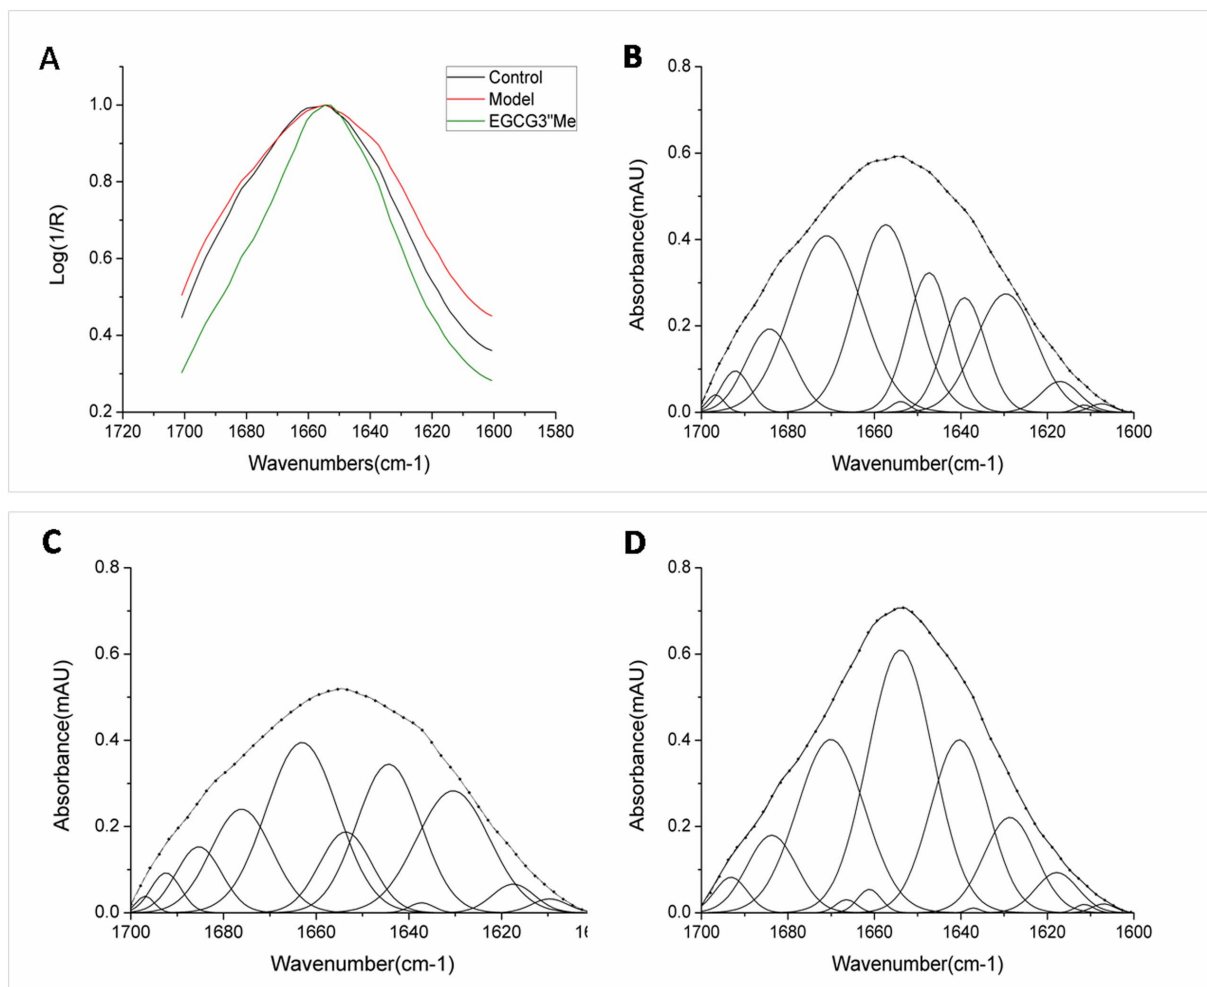 A
Control
Model
EGCG3"Me
1.0
0.8
0.6
0.4
0.2
Log(1/R)
1720 1700 1680 1660 1640 1620 1600 1580
Wavenumbers(cm-1)
B
0.8
0.6
0.4
0.2
0.0
Absorbance(mAU)
1700 1680 1660 1640 1620 1600
Wavenumber(cm-1)
C
0.8
0.6
0.4
0.2
0.0
Absorbance(mAU)
1700 1680 1660 1640 1620
Wavenumber(cm-1)
D
0.8
0.6
0.4
0.2
0.0
Absorbance(mAU)
1700 1680 1660 1640 1620 1600
Wavenumber(cm-1)